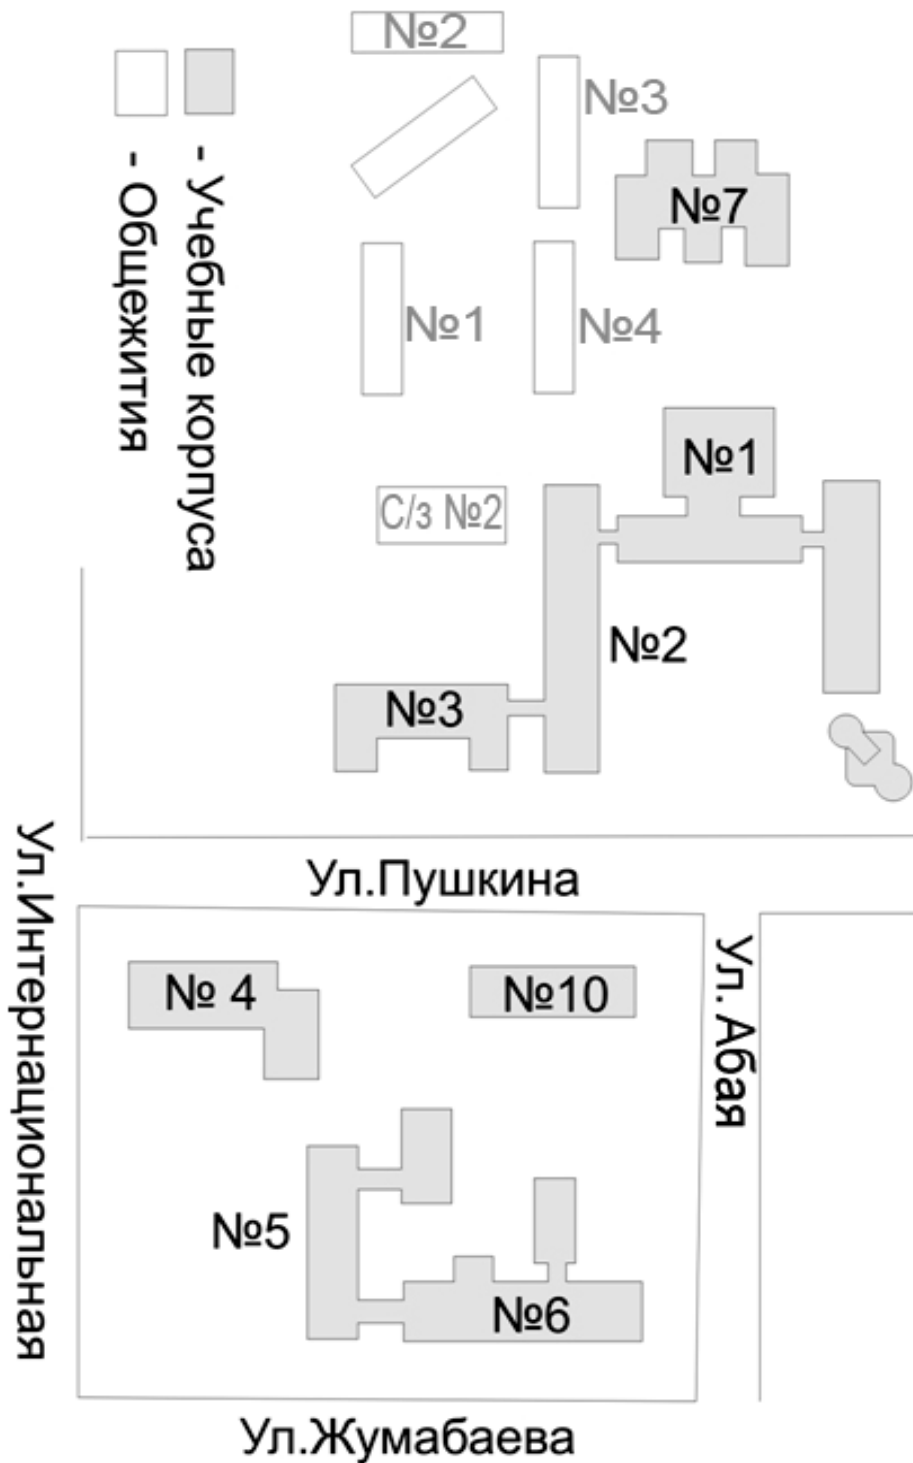 №2
№3
- Учебные корпуса
- Общежития
№7
№1
№4
№1
С/з №2
№2
№3
Ул.Пушкина
Ул.Интернациональная
Ул. Абая
№ 4
№10
№5
№6
Ул.Жумабаева